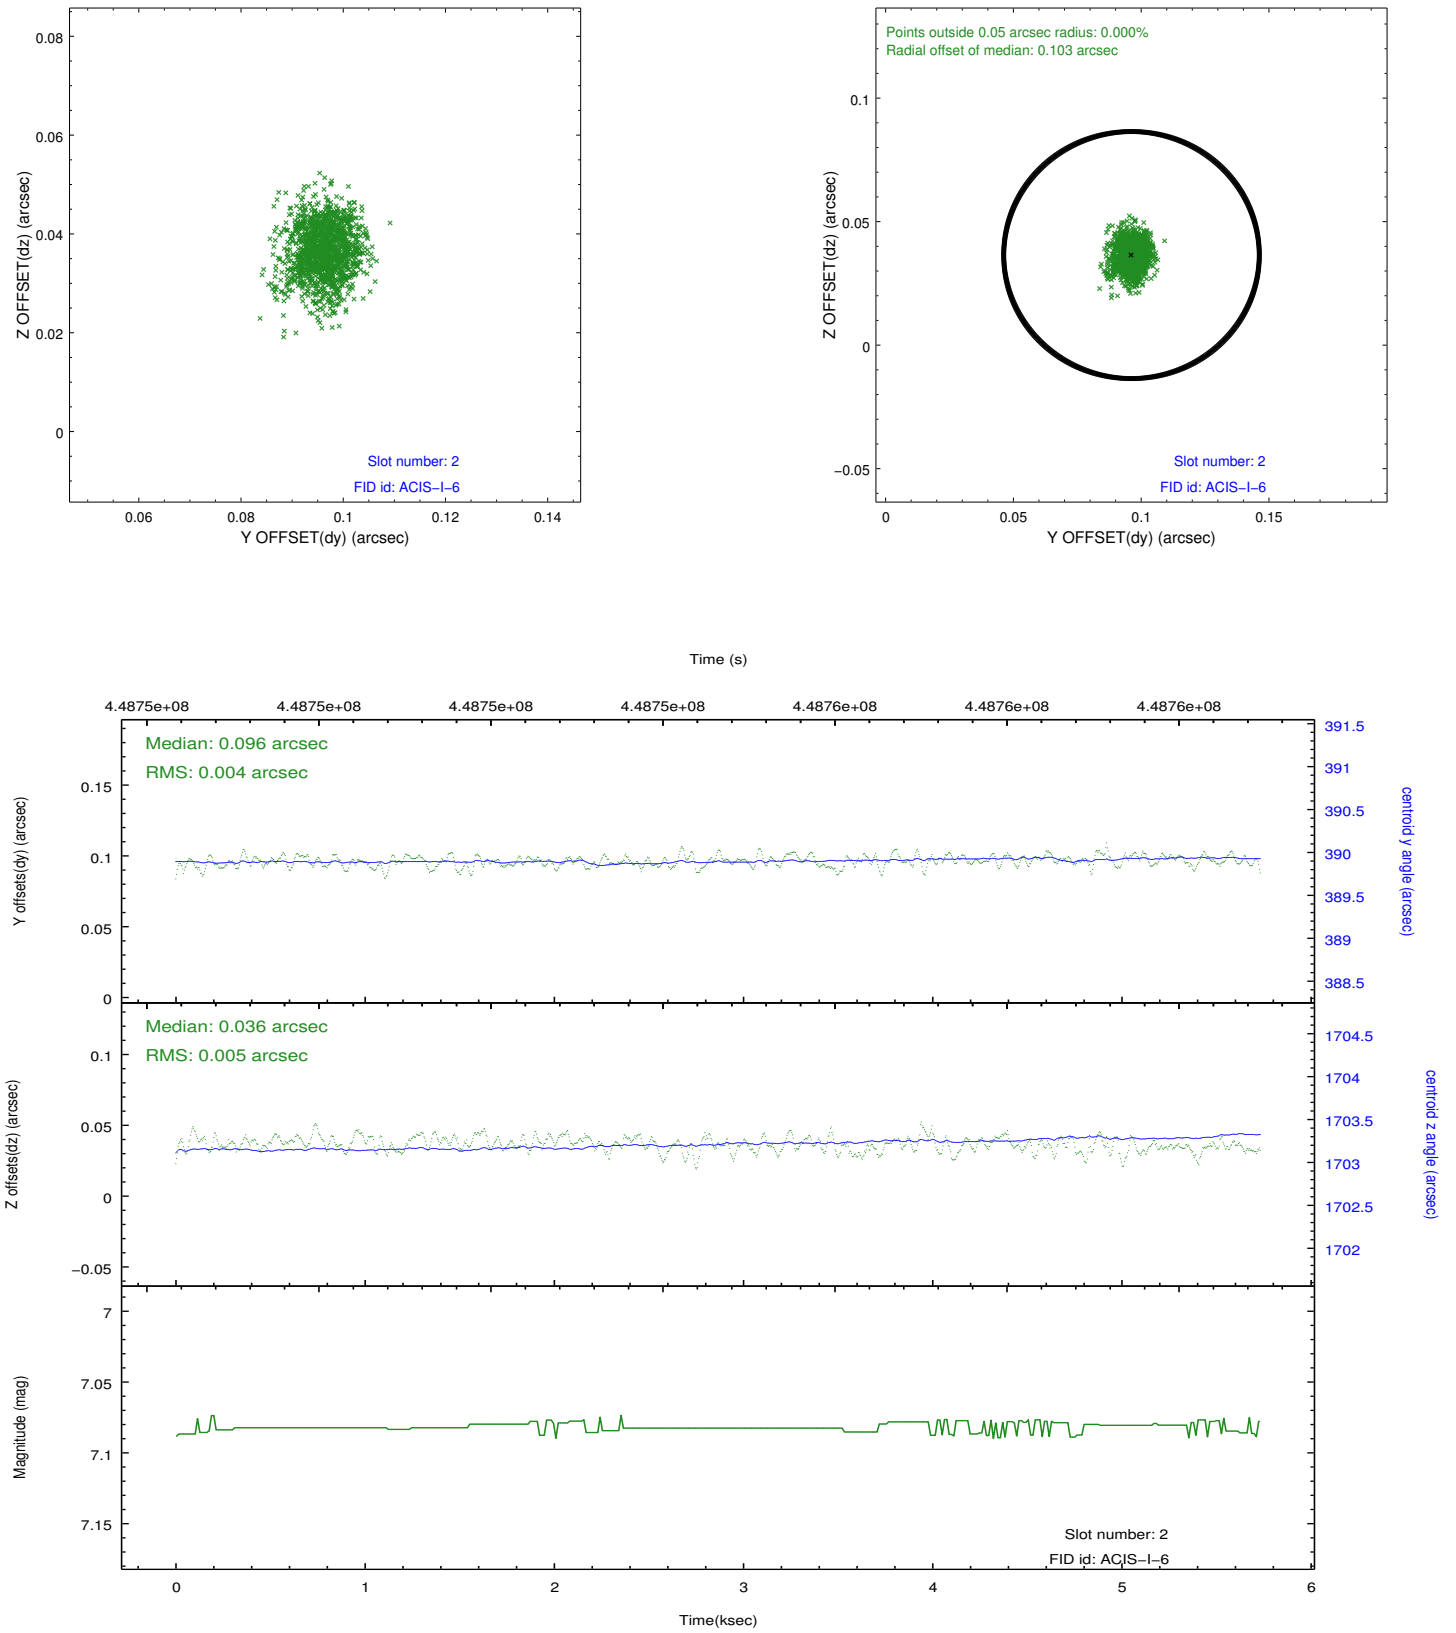 0.08
0.06
0.04
0.02
0
Z OFFSET(dz) (arcsec)
Slot number: 2
FID id: ACIS−I−6
0.06 0.08 0.1 0.12 0.14
Y OFFSET(dy) (arcsec)
Points outside 0.05 arcsec radius: 0.000%
Radial offset of median: 0.103 arcsec
0.1
0.05
0
−0.05
Z OFFSET(dz) (arcsec)
Slot number: 2
FID id: ACIS−I−6
0 0.05 0.1 0.15
Y OFFSET(dy) (arcsec)
Time (s)
4.4875e+08 4.4875e+08 4.4875e+08 4.4875e+08 4.4876e+08 4.4876e+08 4.4876e+08
Median: 0.096 arcsec
RMS: 0.004 arcsec
0.15
0.1
0.05
0
Y offsets(dy) (arcsec)
391.5
391
390.5
390
389.5
389
388.5
centroid y angle (arcsec)
Median: 0.036 arcsec
RMS: 0.005 arcsec
0.1
0.05
0
−0.05
Z offsets(dz) (arcsec)
1704.5
1704
1703.5
1703
1702.5
1702
centroid z angle (arcsec)
7
7.05
7.1
7.15
Magnitude (mag)
Slot number: 2
FID id: ACIS−I−6
0 1 2 3 4 5 6
Time(ksec)